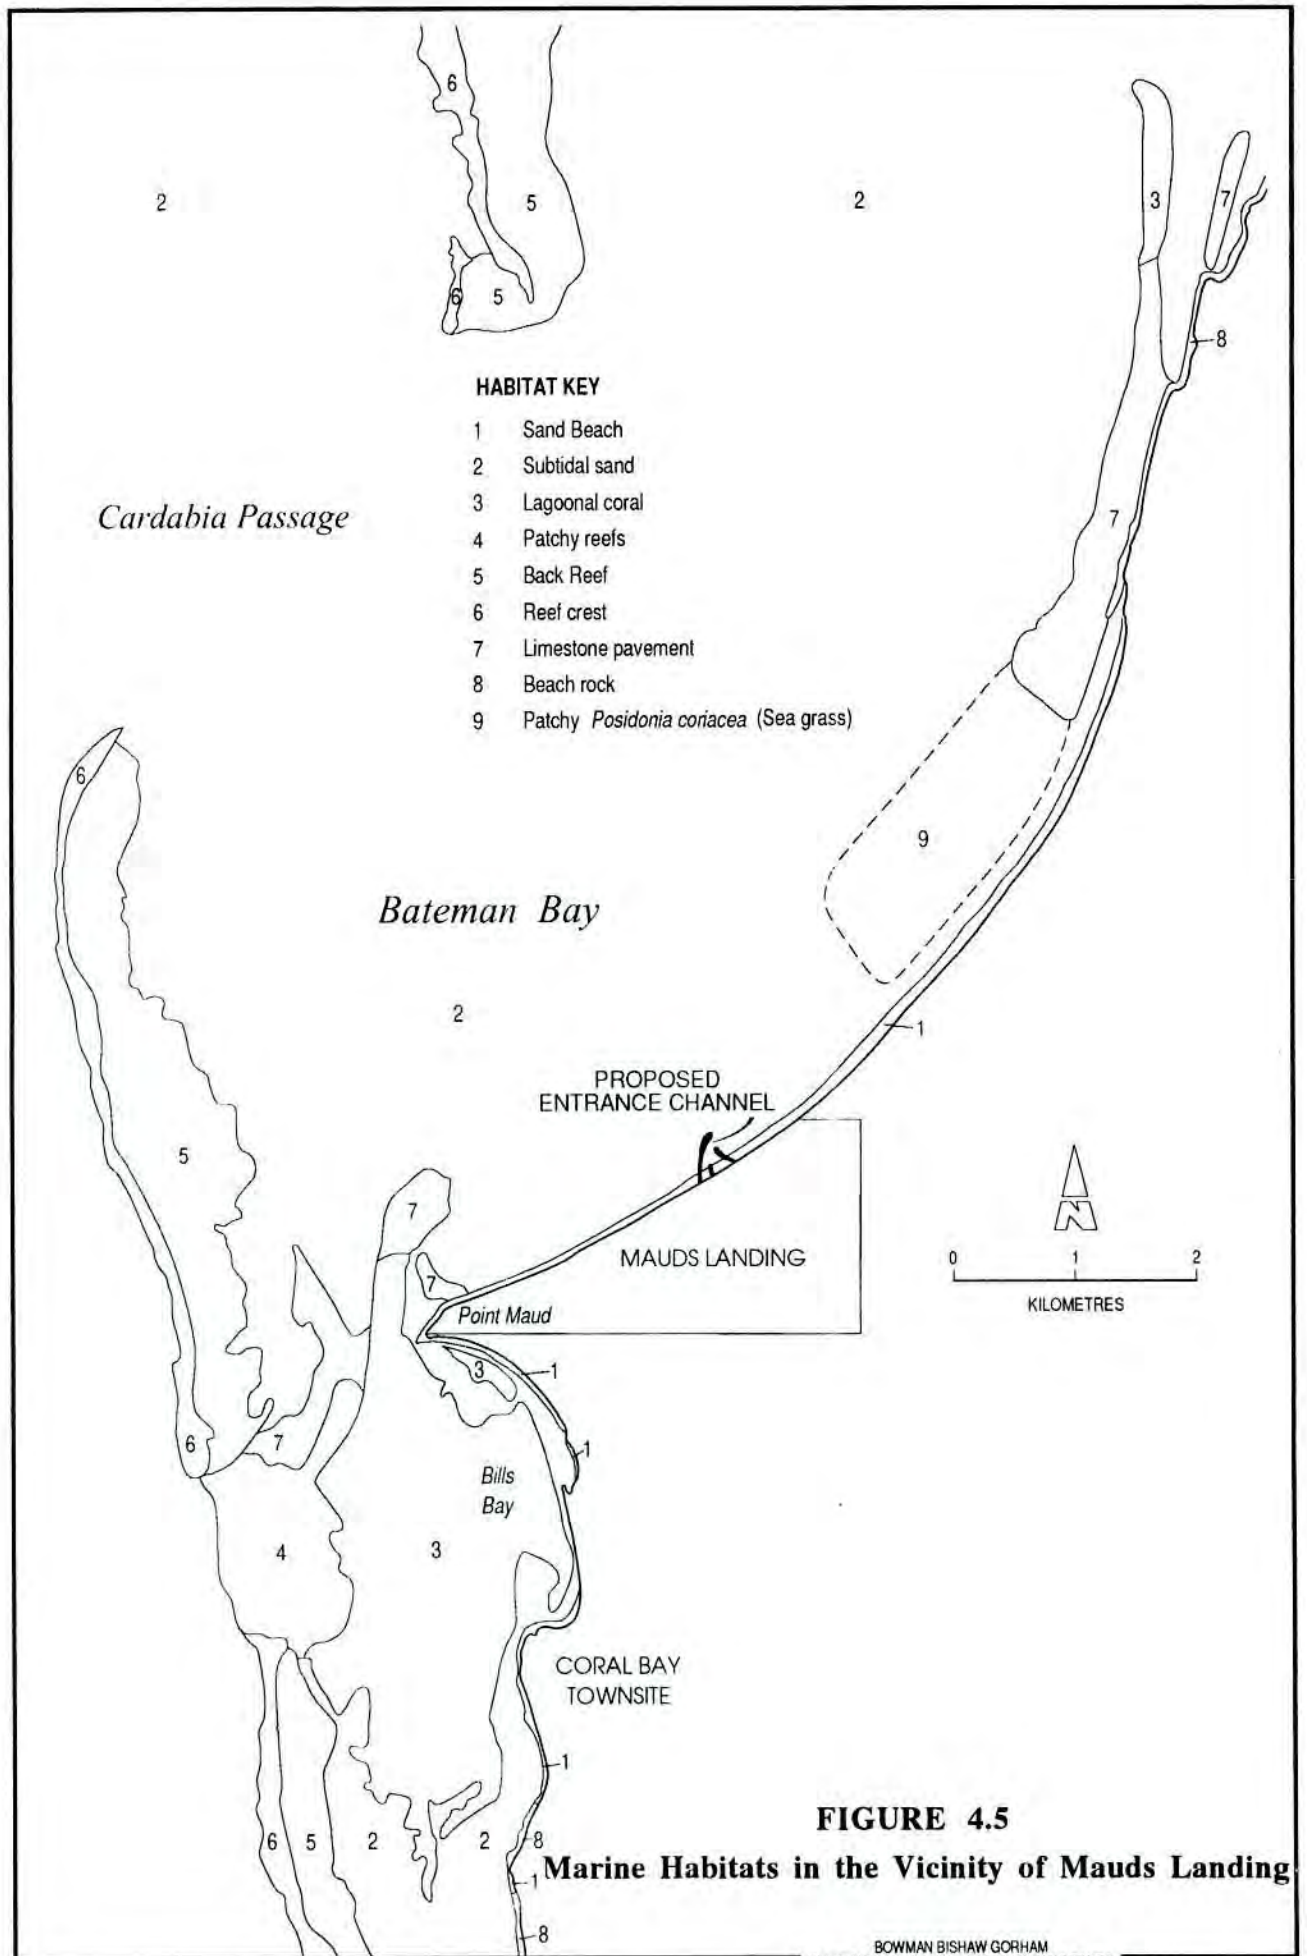 6
2
5
2
3
7
6
5
8
HABITAT KEY
1 Sand Beach
2 Subtidal sand
3 Lagoonal coral
4 Patchy reefs
5 Back Reef
6 Reef crest
7 Limestone pavement
8 Beach rock
9 Patchy Posidonia coriacea (Sea grass)
Cardabia Passage
7
6
9
Bateman Bay
2
1
PROPOSED
ENTRANCE CHANNEL
5
7
N
MAUDS LANDING
0 1 2
KILOMETRES
7
Point Maud
3
1
6
7
1
Bills
Bay
4
3
CORAL BAY
TOWNSITE
1
6
5
2
2
8
1
8
FIGURE 4.5
Marine Habitats in the Vicinity of Mauds Landing
BOWMAN BISHAW GORHAM